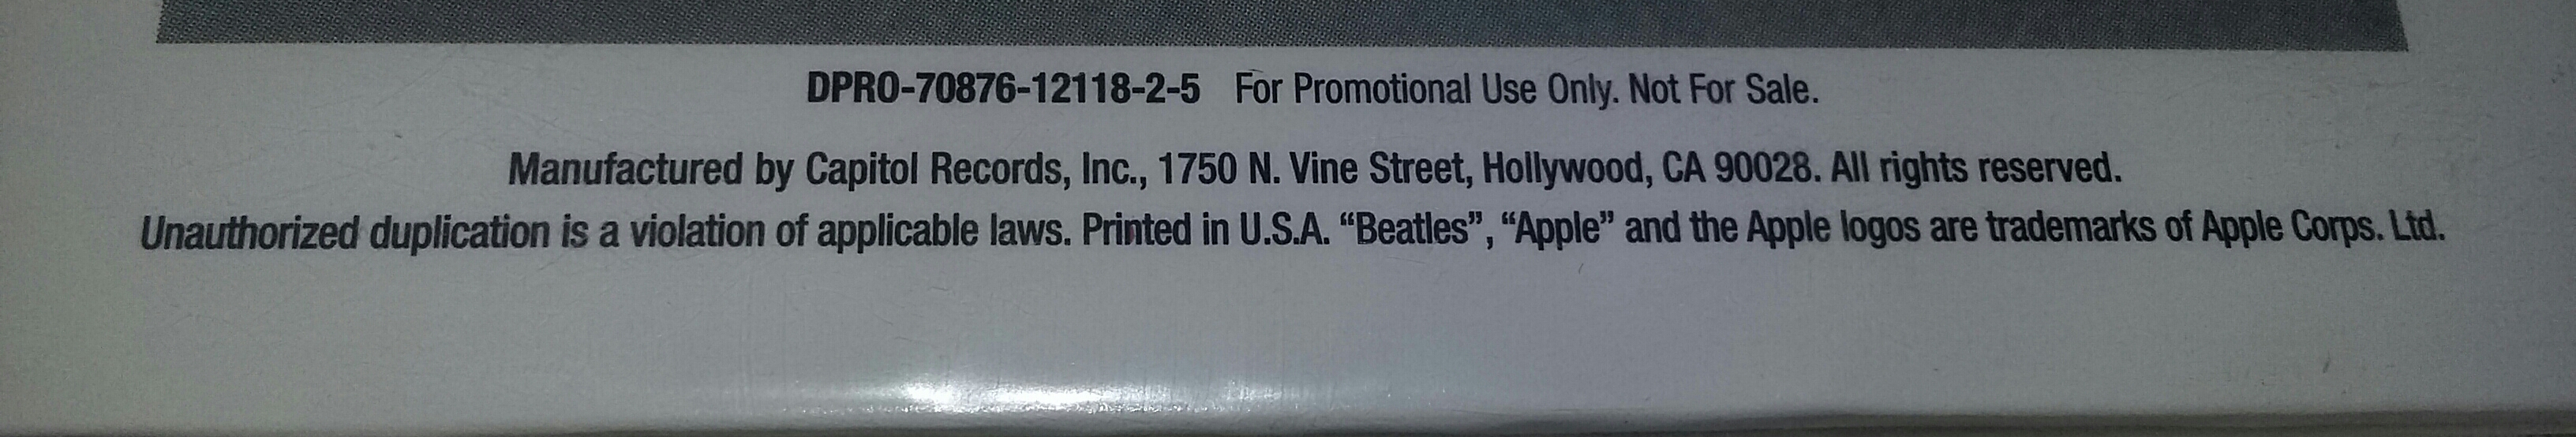 DPRO-70876-12118-2-5 For Promotional Use Only. Not For Sale.
Manufactured by Capitol Records, Inc., 1750 N. Vine Street, Hollywood, CA 90028. All rights reserved.
Unauthorized duplication is a violation of applicable laws. Printed in U.S.A. “Beatles”, “Apple” and the Apple logos are trademarks of Apple Corps. Ltd.